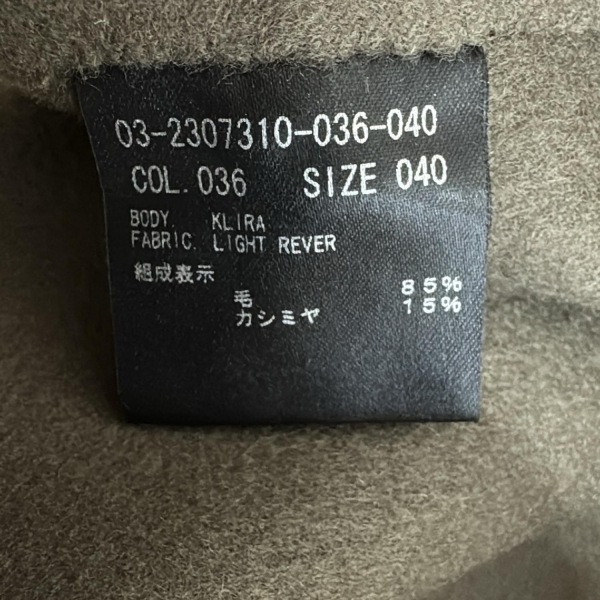 03-2307310-036-040
COL. 036 SIZE 040
BODY. KLIRA
FABRIC. LIGHT REVER
組成表示
毛 85%
カシミヤ 15%